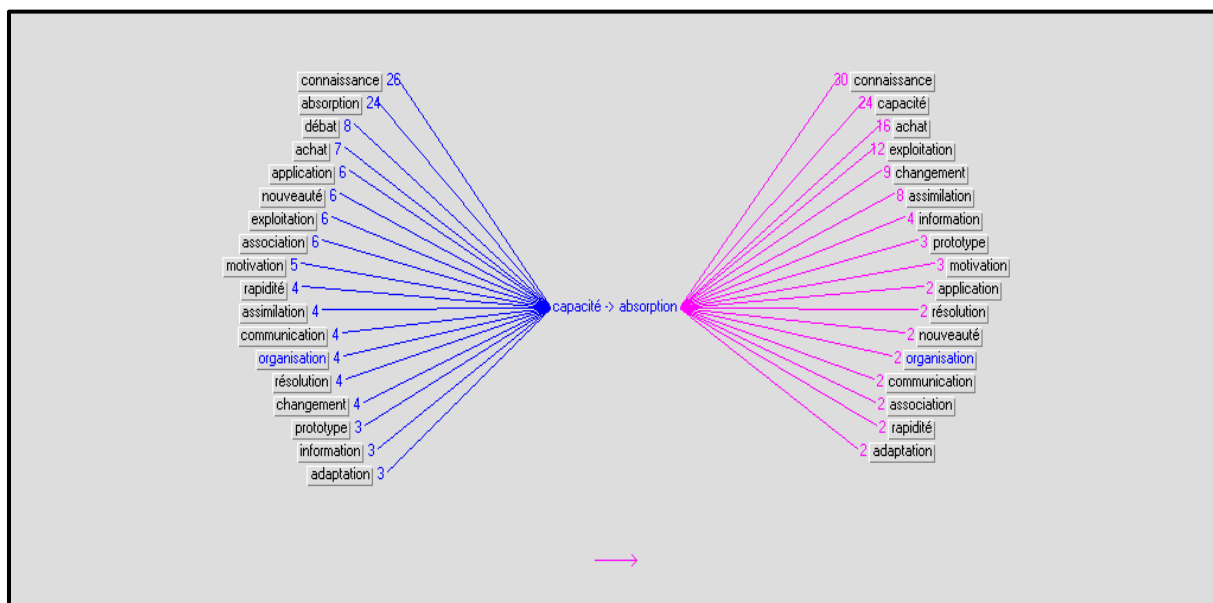 connaissance 26
absorption 24
débat 8
achat 7
application 6
nouveauté 6
exploitation 6
association 6
motivation 5
rapidité 4
assimilation 4
communication 4
organisation 4
résolution 4
changement 4
prototype 3
information 3
adaptation 3
capacité -> absorption
30 connaissance
24 capacité
16 achat
12 exploitation
9 changement
8 assimilation
4 information
3 prototype
3 motivation
2 application
2 résolution
2 nouveauté
2 organisation
2 communication
2 association
2 rapidité
2 adaptation